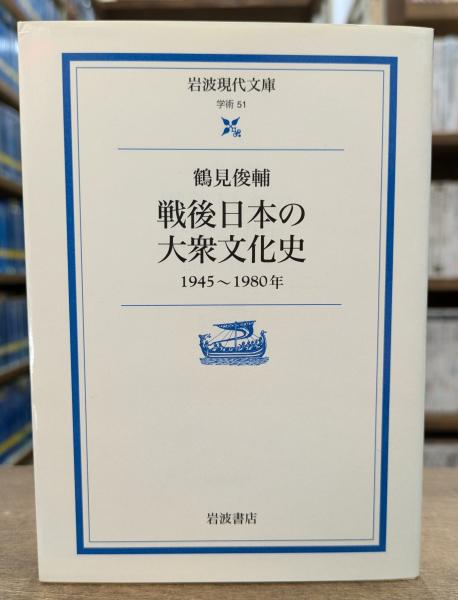 岩波現代文庫
学術 51
鶴見俊輔
戦後日本の
大衆文化史
1945～1980年
岩波書店